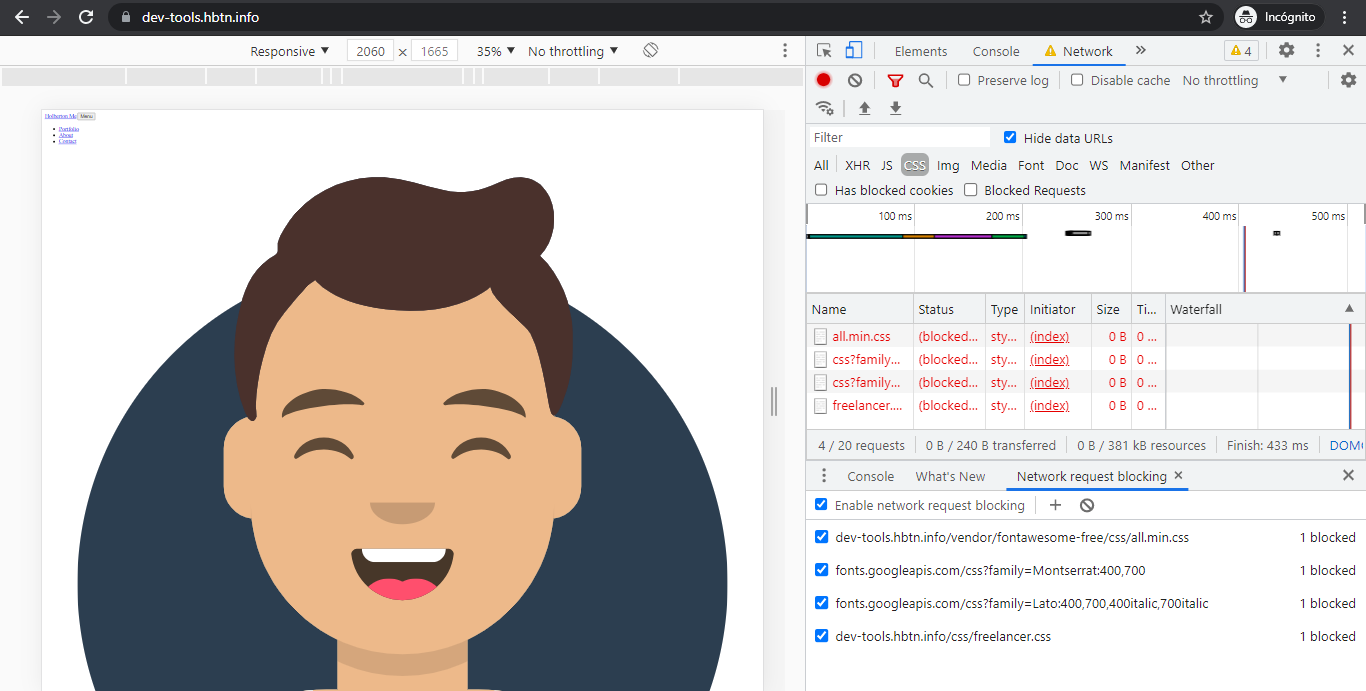 dev-tools.hbtn.info
Incógnito
Responsive ▼ 2060 × 1665 35% ▼ No throttling ▼
Elements Console Network » 4
Preserve log Disable cache No throttling ▼
Filter Hide data URLs
All XHR JS CSS Img Media Font Doc WS Manifest Other
Has blocked cookies Blocked Requests
100 ms 200 ms 300 ms 400 ms 500 ms
Name Status Type Initiator Size Ti... Waterfall
all.min.css (blocked... sty... (index) 0 B 0 ...
css?family... (blocked... sty... (index) 0 B 0 ...
css?family... (blocked... sty... (index) 0 B 0 ...
freelancer.... (blocked... sty... (index) 0 B 0 ...
4 / 20 requests 0 B / 240 B transferred 0 B / 381 kB resources Finish: 433 ms
Console What's New Network request blocking
Enable network request blocking
dev-tools.hbtn.info/vendor/fontawesome-free/css/all.min.css 1 blocked
fonts.googleapis.com/css?family=Montserrat:400,700 1 blocked
fonts.googleapis.com/css?family=Lato:400,700,400italic,700italic 1 blocked
dev-tools.hbtn.info/css/freelancer.css 1 blocked
Holberton Me Menu
Portfolio
About
Contact